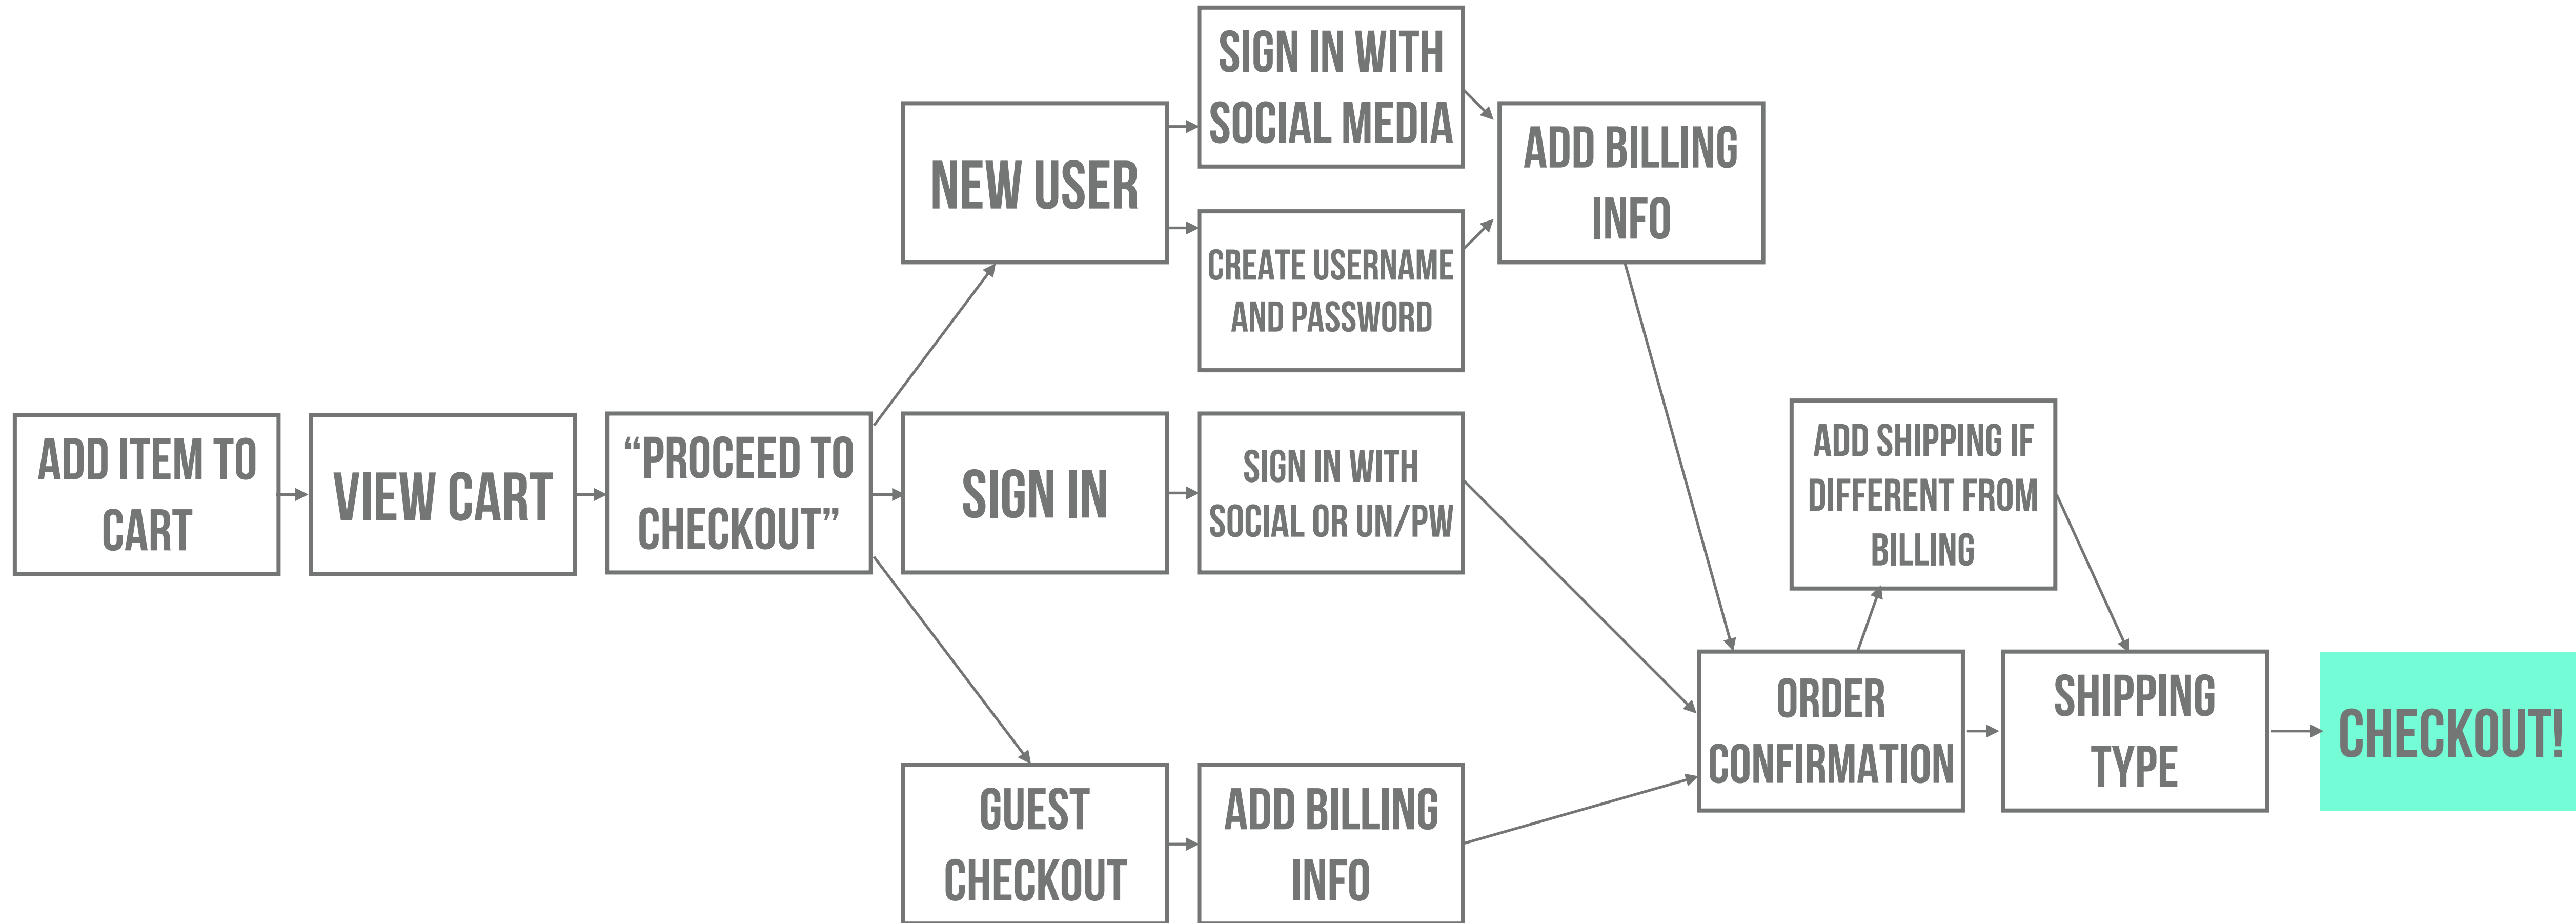 ADD ITEM TO
CART
VIEW CART
“PROCEED TO
CHECKOUT”
NEW USER
SIGN IN WITH
SOCIAL MEDIA
CREATE USERNAME
AND PASSWORD
ADD BILLING
INFO
SIGN IN
SIGN IN WITH
SOCIAL OR UN/PW
GUEST
CHECKOUT
ADD BILLING
INFO
ORDER
CONFIRMATION
ADD SHIPPING IF
DIFFERENT FROM
BILLING
SHIPPING
TYPE
CHECKOUT!